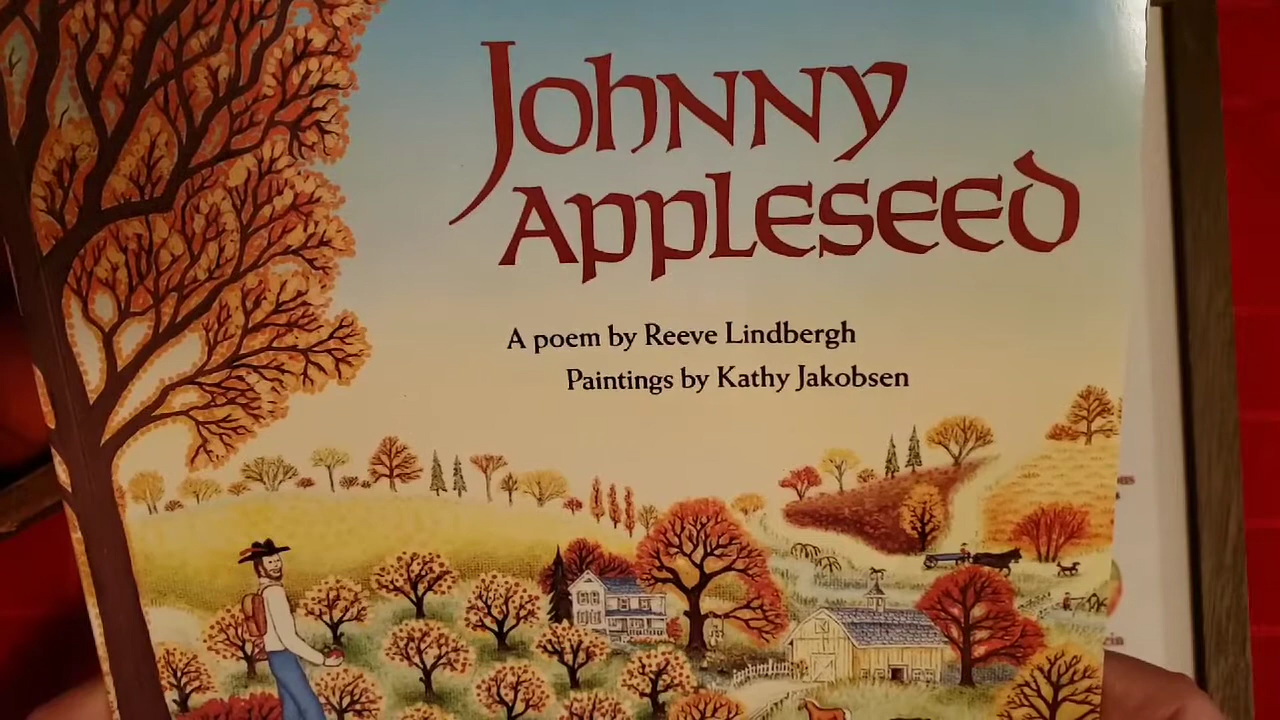 Johnny
Appleseed
A poem by Reeve Lindbergh
Paintings by Kathy Jakobsen